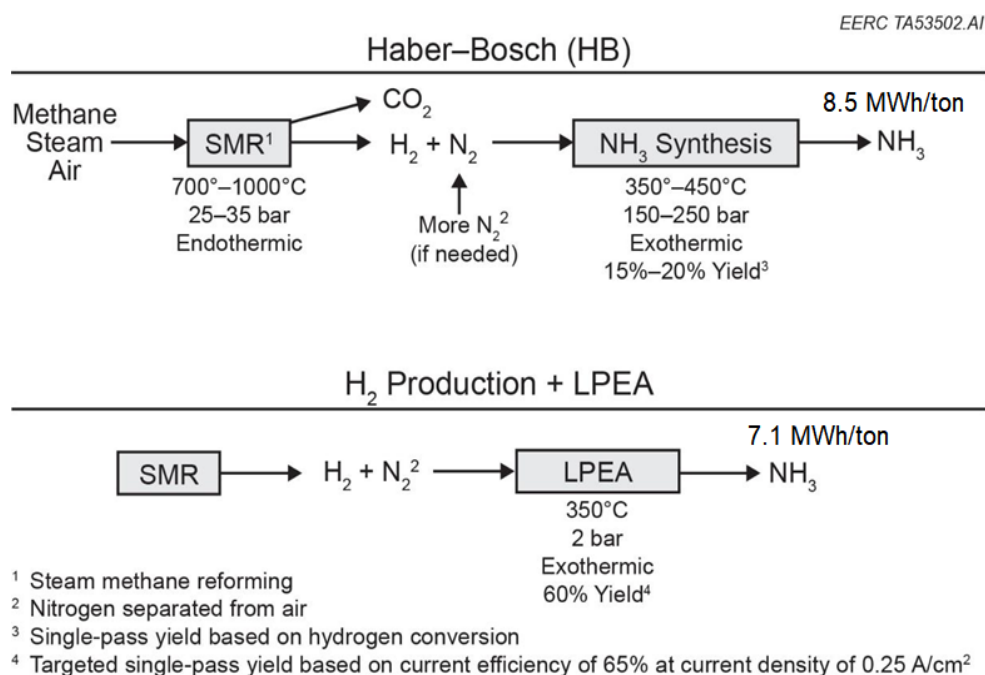 EERC TA53502.AI
Haber–Bosch (HB)
Methane
Steam
Air
SMR¹
700°–1000°C
25–35 bar
Endothermic
CO₂
H₂ + N₂
More N₂²
(if needed)
NH₃ Synthesis
350°–450°C
150–250 bar
Exothermic
15%–20% Yield³
8.5 MWh/ton
NH₃
H₂ Production + LPEA
SMR
H₂ + N₂²
LPEA
350°C
2 bar
Exothermic
60% Yield⁴
7.1 MWh/ton
NH₃
¹ Steam methane reforming
² Nitrogen separated from air
³ Single-pass yield based on hydrogen conversion
⁴ Targeted single-pass yield based on current efficiency of 65% at current density of 0.25 A/cm²